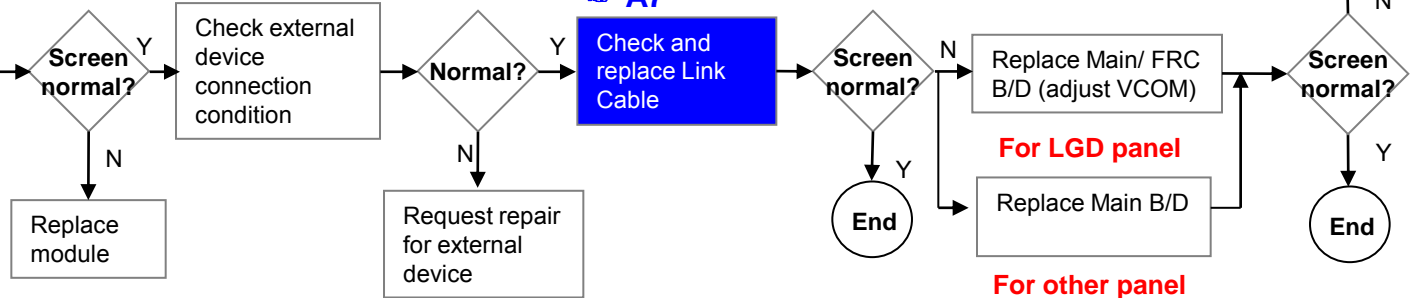 A7
N
Screen
normal?
Y
Check external
device
connection
condition
Normal?
Y
Check and
replace Link
Cable
Screen
normal?
N
Replace Main/ FRC
B/D (adjust VCOM)
For LGD panel
Screen
normal?
N
Replace
module
N
Request repair
for external
device
Y
End
Replace Main B/D
For other panel
Y
End